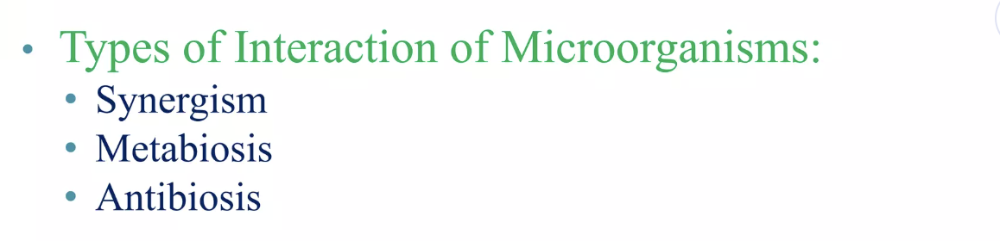 • Types of Interaction of Microorganisms:
• Synergism
• Metabiosis
• Antibiosis